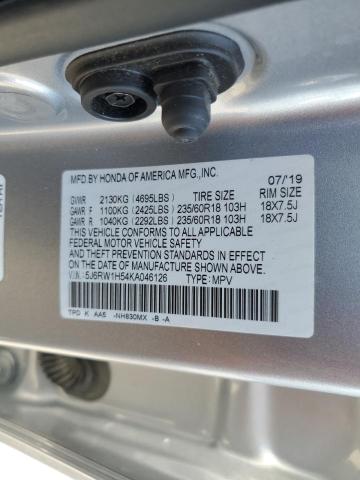 MFD.BY HONDA OF AMERICA MFG.,INC. 07/19
GVWR 2130KG (4695LBS) TIRE SIZE RIM SIZE
GAWR F 1100KG (2425LBS) 235/60R18 103H 18X7.5J
GAWR R 1040KG (2292LBS) 235/60R18 103H 18X7.5J
THIS VEHICLE CONFORMS TO ALL APPLICABLE
FEDERAL MOTOR VEHICLE SAFETY
AND THEFT PREVENTION STANDARDS IN EFFECT
ON THE DATE OF MANUFACTURE SHOWN ABOVE.
V.I.N.: 5J6RW1H54KA046126 TYPE: MPV
TPD K AA5 -NH830MX -B -A